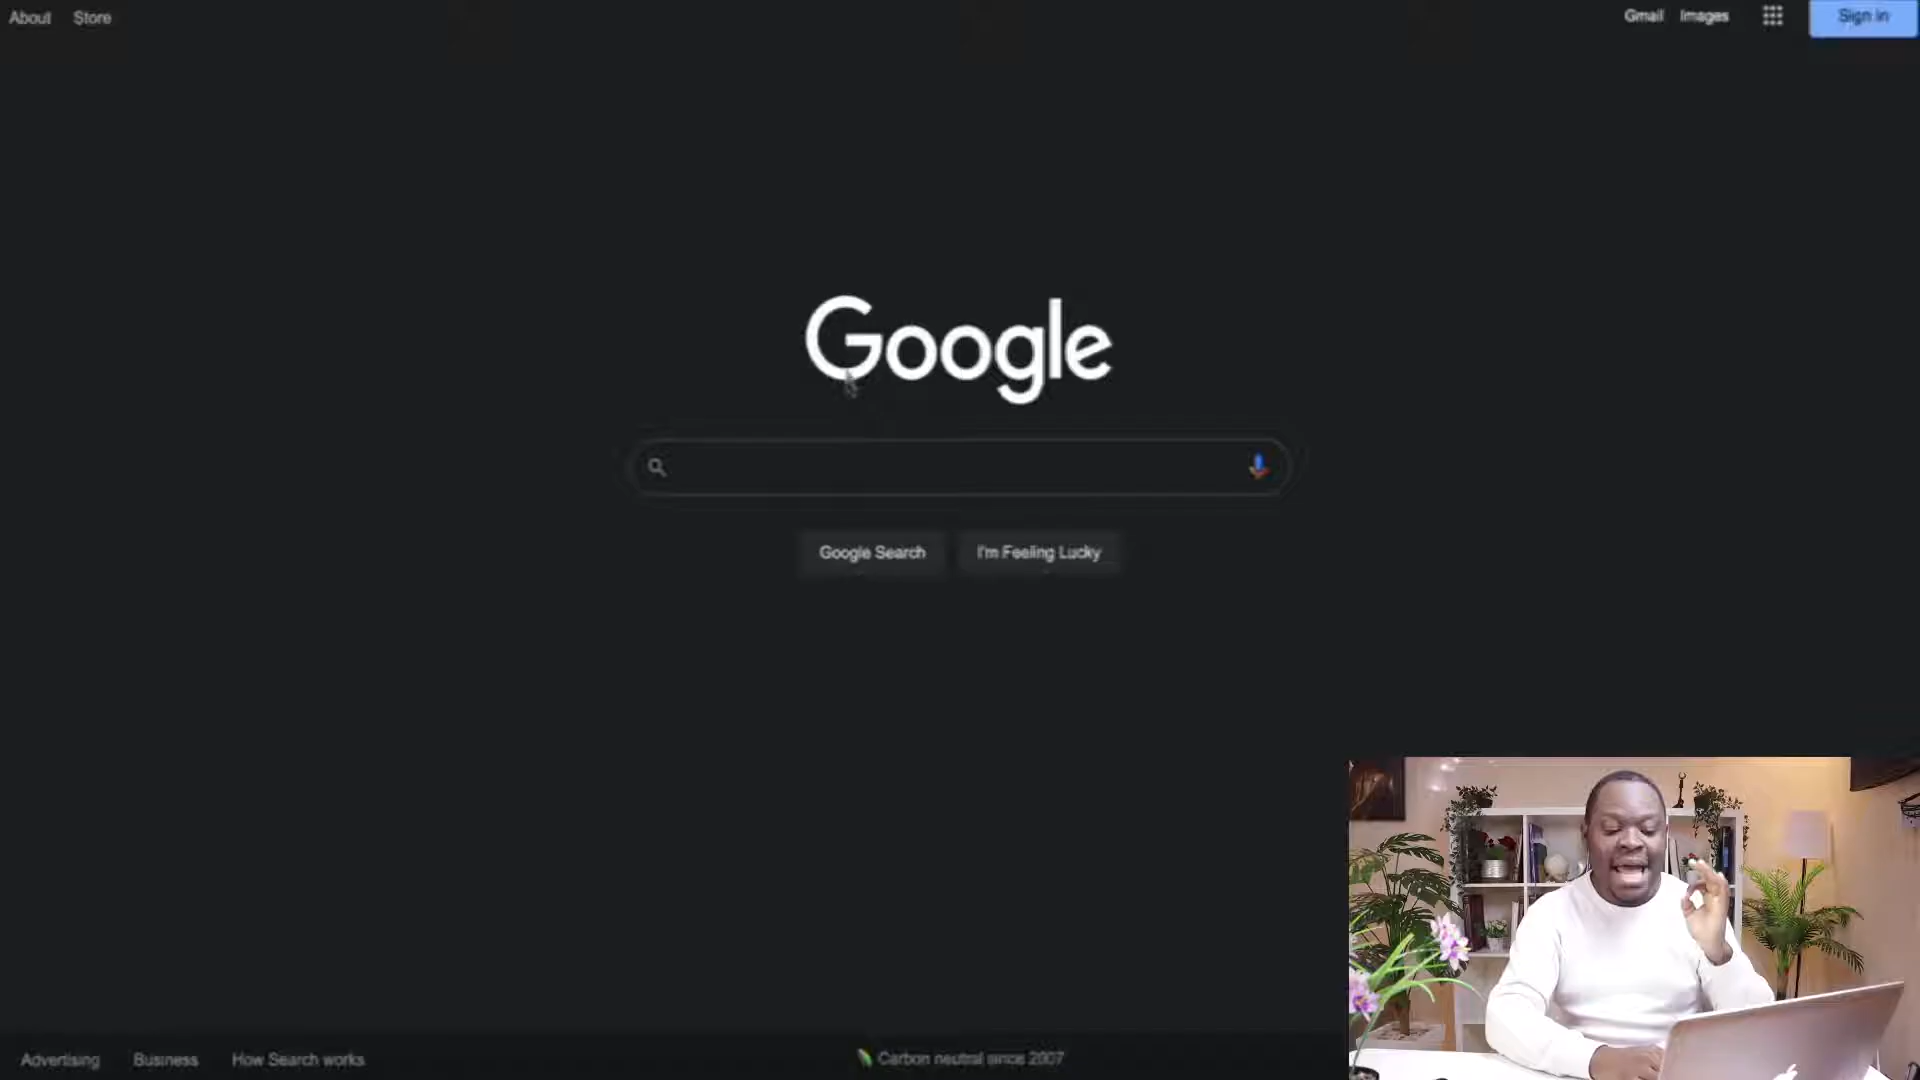 About Store
Gmail Images
Sign in
Google
Google Search I'm Feeling Lucky
Advertising Business How Search works
Carbon neutral since 2007